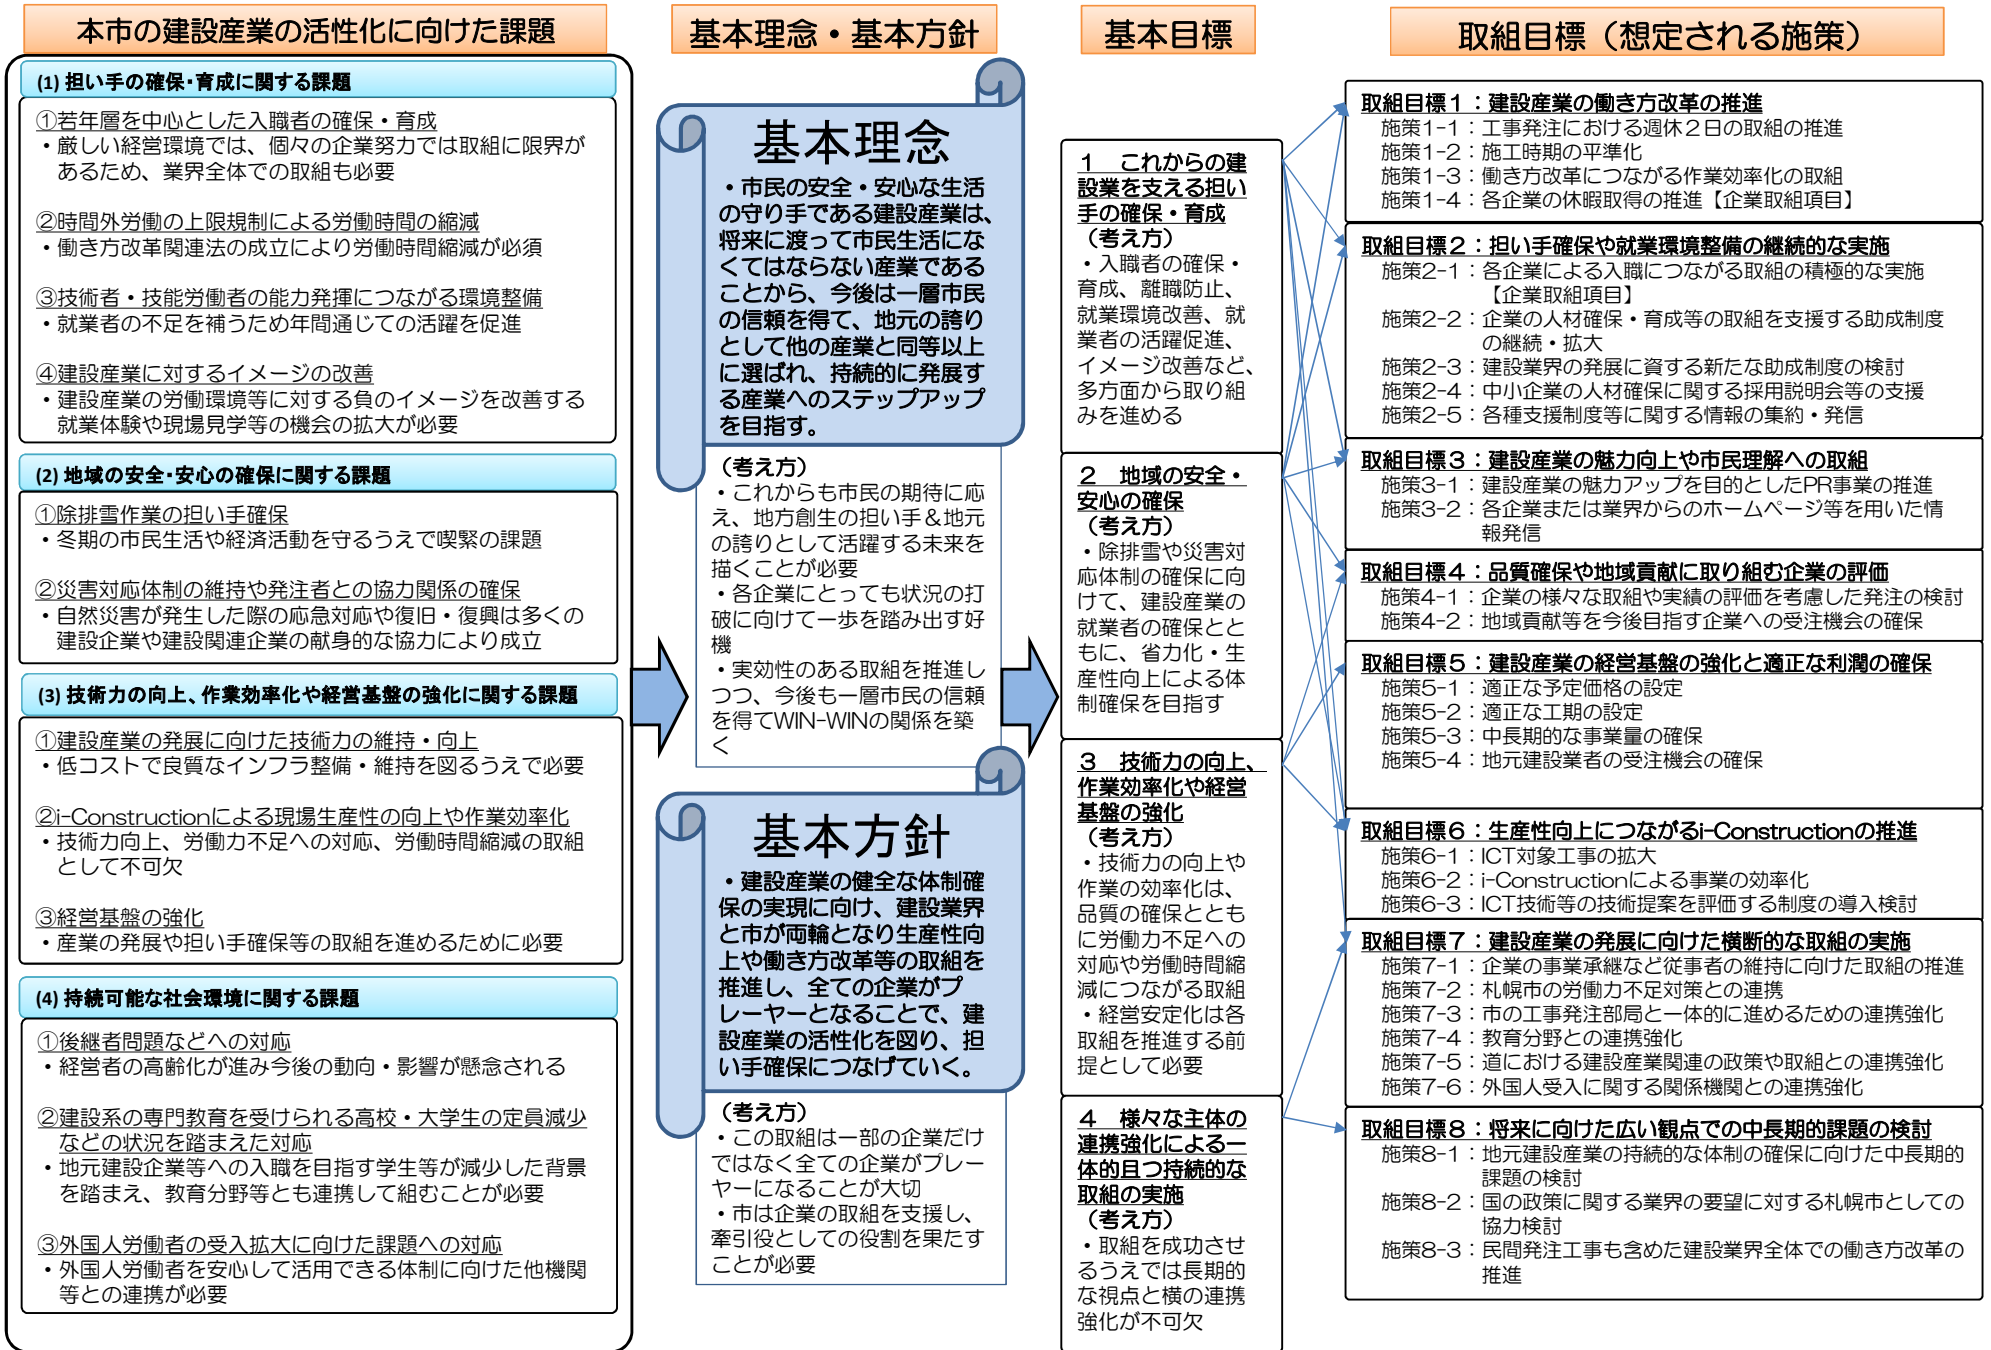 本市の建設産業の活性化に向けた課題
(1) 担い手の確保・育成に関する課題
①若年層を中心とした入職者の確保・育成
・厳しい経営環境では、個々の企業努力では取組に限界が
あるため、業界全体での取組も必要
②時間外労働の上限規制による労働時間の縮減
・働き方改革関連法の成立により労働時間縮減が必須
③技術者・技能労働者の能力発揮につながる環境整備
・就業者の不足を補うため年間通じての活躍を促進
④建設産業に対するイメージの改善
・建設産業の労働環境等に対する負のイメージを改善する
就業体験や現場見学等の機会の拡大が必要
(2) 地域の安全・安心の確保に関する課題
①除排雪作業の担い手確保
・冬期の市民生活や経済活動を守るうえで喫緊の課題
②災害対応体制の維持や発注者との協力関係の確保
・自然災害が発生した際の応急対応や復旧・復興は多くの
建設企業や建設関連企業の献身的な協力により成立
(3) 技術力の向上、作業効率化や経営基盤の強化に関する課題
①建設産業の発展に向けた技術力の維持・向上
・低コストで良質なインフラ整備・維持を図るうえで必要
②i-Constructionによる現場生産性の向上や作業効率化
・技術力向上、労働力不足への対応、労働時間縮減の取組
として不可欠
③経営基盤の強化
・産業の発展や担い手確保等の取組を進めるために必要
(4) 持続可能な社会環境に関する課題
①後継者問題などへの対応
・経営者の高齢化が進み今後の動向・影響が懸念される
②建設系の専門教育を受けられる高校・大学生の定員減少
などの状況を踏まえた対応
・地元建設企業等への入職を目指す学生等が減少した背景
を踏まえ、教育分野等とも連携して組むことが必要
③外国人労働者の受入拡大に向けた課題への対応
・外国人労働者を安心して活用できる体制に向けた他機関
等との連携が必要
基本理念・基本方針
基本理念
・市民の安全・安心な生活
の守り手である建設産業は、
将来に渡って市民生活にな
くてはならない産業である
ことから、今後は一層市民
の信頼を得て、地元の誇り
として他の産業と同等以上
に選ばれ、持続的に発展す
る産業へのステップアップ
を目指す。
（考え方）
・これからも市民の期待に応
え、地方創生の担い手＆地元
の誇りとして活躍する未来を
描くことが必要
・各企業にとっても状況の打
破に向けて一歩を踏み出す好
機
・実効性のある取組を推進し
つつ、今後も一層市民の信頼
を得てWIN-WINの関係を築
く
基本方針
・建設産業の健全な体制確
保の実現に向け、建設業界
と市が両輪となり生産性向
上や働き方改革等の取組を
推進し、全ての企業がプ
レーヤーとなることで、建
設産業の活性化を図り、担
い手確保につなげていく。
（考え方）
・この取組は一部の企業だけ
ではなく全ての企業がプレー
ヤーになることが大切
・市は企業の取組を支援し、
牽引役としての役割を果たす
ことが必要
基本目標
1　これからの建
設業を支える担い
手の確保・育成
（考え方）
・入職者の確保・
育成、離職防止、
就業環境改善、就
業者の活躍促進、
イメージ改善など、
多方面から取り組
みを進める
2　地域の安全・
安心の確保
（考え方）
・除排雪や災害対
応体制の確保に向
けて、建設産業の
就業者の確保とと
もに、省力化・生
産性向上による体
制確保を目指す
3　技術力の向上、
作業効率化や経営
基盤の強化
（考え方）
・技術力の向上や
作業の効率化は、
品質の確保ととも
に労働力不足への
対応や労働時間縮
減につながる取組
・経営安定化は各
取組を推進する前
提として必要
4　様々な主体の
連携強化による一
体的且つ持続的な
取組の実施
（考え方）
・取組を成功させ
るうえでは長期的
な視点と横の連携
強化が不可欠
取組目標（想定される施策）
取組目標1：建設産業の働き方改革の推進
施策1-1：工事発注における週休2日の取組の推進
施策1-2：施工時期の平準化
施策1-3：働き方改革につながる作業効率化の取組
施策1-4：各企業の休暇取得の推進【企業取組項目】
取組目標2：担い手確保や就業環境整備の継続的な実施
施策2-1：各企業による入職につながる取組の積極的な実施
【企業取組項目】
施策2-2：企業の人材確保・育成等の取組を支援する助成制度
の継続・拡大
施策2-3：建設業界の発展に資する新たな助成制度の検討
施策2-4：中小企業の人材確保に関する採用説明会等の支援
施策2-5：各種支援制度等に関する情報の集約・発信
取組目標3：建設産業の魅力向上や市民理解への取組
施策3-1：建設産業の魅力アップを目的としたPR事業の推進
施策3-2：各企業または業界からのホームページ等を用いた情
報発信
取組目標4：品質確保や地域貢献に取り組む企業の評価
施策4-1：企業の様々な取組や実績の評価を考慮した発注の検討
施策4-2：地域貢献等を今後目指す企業への受注機会の確保
取組目標5：建設産業の経営基盤の強化と適正な利潤の確保
施策5-1：適正な予定価格の設定
施策5-2：適正な工期の設定
施策5-3：中長期的な事業量の確保
施策5-4：地元建設業者の受注機会の確保
取組目標6：生産性向上につながるi-Constructionの推進
施策6-1：ICT対象工事の拡大
施策6-2：i-Constructionによる事業の効率化
施策6-3：ICT技術等の技術提案を評価する制度の導入検討
取組目標7：建設産業の発展に向けた横断的な取組の実施
施策7-1：企業の事業承継など従事者の維持に向けた取組の推進
施策7-2：札幌市の労働力不足対策との連携
施策7-3：市の工事発注部局と一体的に進めるための連携強化
施策7-4：教育分野との連携強化
施策7-5：道における建設産業関連の政策や取組との連携強化
施策7-6：外国人受入に関する関係機関との連携強化
取組目標8：将来に向けた広い観点での中長期的課題の検討
施策8-1：地元建設産業の持続的な体制の確保に向けた中長期的
課題の検討
施策8-2：国の政策に関する業界の要望に対する札幌市としての
協力検討
施策8-3：民間発注工事も含めた建設業界全体での働き方改革の
推進